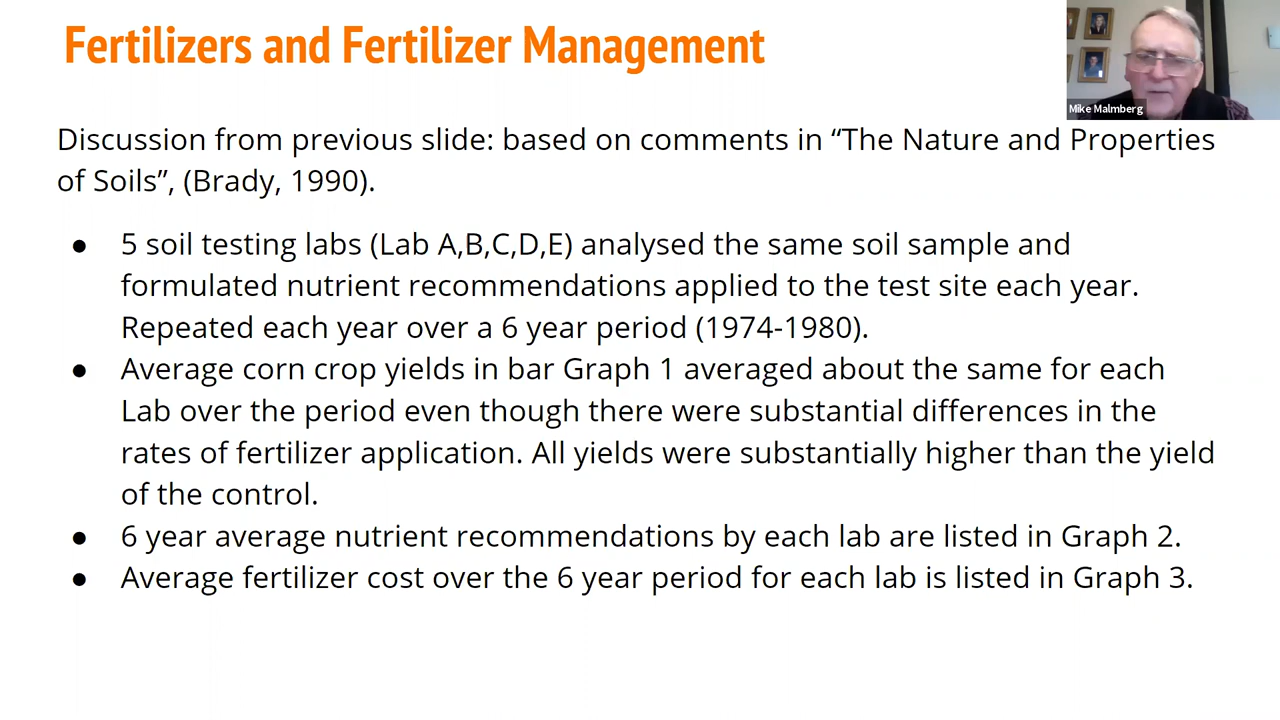 Fertilizers and Fertilizer Management
Mike Malmberg
Discussion from previous slide: based on comments in “The Nature and Properties
of Soils”, (Brady, 1990).
● 5 soil testing labs (Lab A,B,C,D,E) analysed the same soil sample and
formulated nutrient recommendations applied to the test site each year.
Repeated each year over a 6 year period (1974-1980).
● Average corn crop yields in bar Graph 1 averaged about the same for each
Lab over the period even though there were substantial differences in the
rates of fertilizer application. All yields were substantially higher than the yield
of the control.
● 6 year average nutrient recommendations by each lab are listed in Graph 2.
● Average fertilizer cost over the 6 year period for each lab is listed in Graph 3.